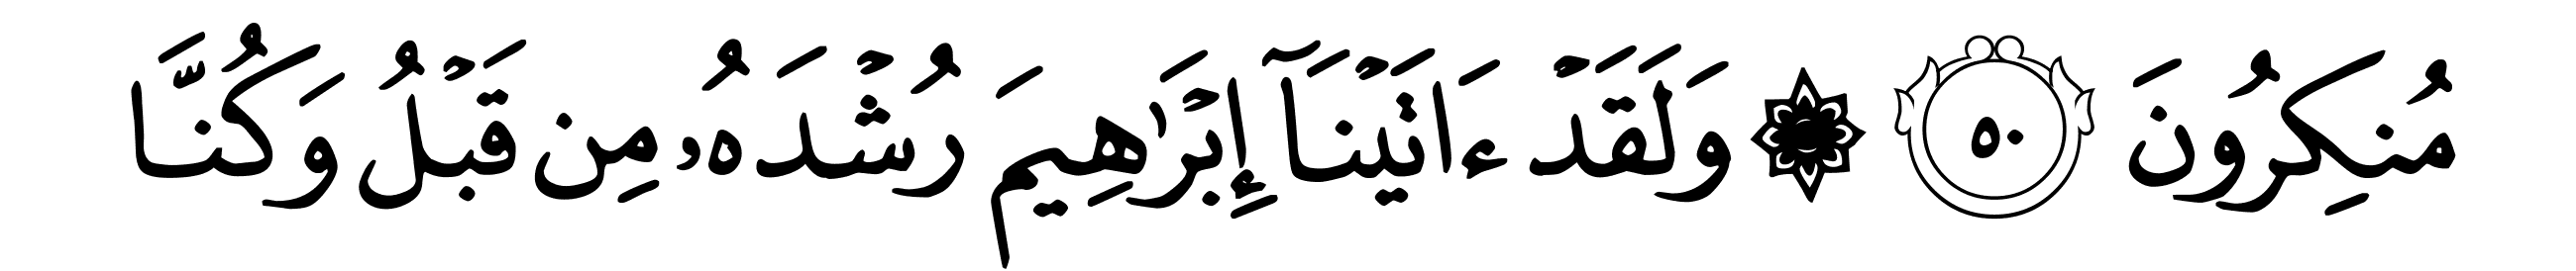 مُنكِرُونَ ٥٠ ۞ وَلَقَدْ ءَاتَيْنَآ إِبْرَٰهِيمَ رُشْدَهُۥ مِن قَبْلُ وَكُنَّا